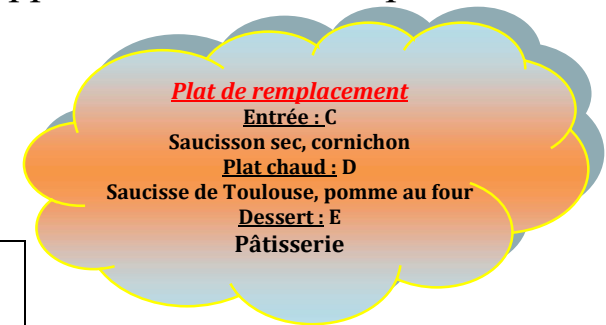 Plat de remplacement
Entrée : C
Saucisson sec, cornichon
Plat chaud : D
Saucisse de Toulouse, pomme au four
Dessert : E
Pâtisserie